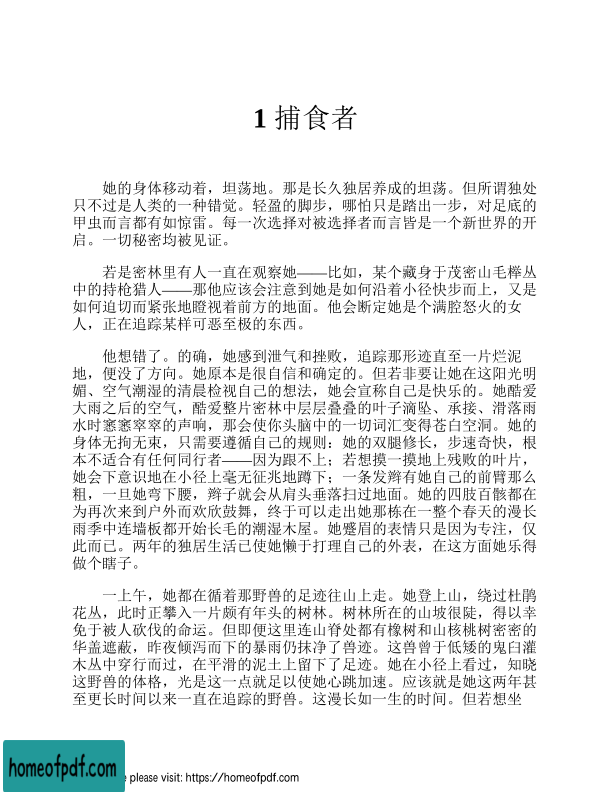 1 捕食者
她的身体移动着，坦荡地。那是长久独居养成的坦荡。但所谓独处
只不过是人类的一种错觉。轻盈的脚步，哪怕只是踏出一步，对足底的
甲虫而言都有如惊雷。每一次选择对被选择者而言皆是一个新世界的开
启。一切秘密均被见证。
若是密林里有人一直在观察她——比如，某个藏身于茂密山毛榉丛
中的持枪猎人——那他应该会注意到她是如何沿着小径快步而上，又是
如何迫切而紧张地瞪视着前方的地面。他会断定她是个满腔怒火的女
人，正在追踪某样可恶至极的东西。
他想错了。的确，她感到泄气和挫败，追踪那形迹直至一片烂泥
地，便没了方向。她原本是很自信和确定的。但若非要让她在这阳光明
媚、空气潮湿的清晨检视自己的想法，她会宣称自己是快乐的。她酷爱
大雨之后的空气，酷爱整片密林中层层叠叠的叶子滴坠、承接、滑落雨
水时窸窸窣窣的声响，那会使你头脑中的一切词汇变得苍白空洞。她的
身体无拘无束，只需要遵循自己的规则：她的双腿修长，步速奇快，根
本不适合有任何同行者——因为跟不上；若想摸一摸地上残败的叶片，
她会下意识地在小径上毫无征兆地蹲下；一条发辫有她自己的前臂那么
粗，一旦她弯下腰，辫子就会从肩头垂落扫过地面。她的四肢百骸都在
为再次来到户外而欢欣鼓舞，终于可以走出她那栋在一整个春天的漫长
雨季中连墙板都开始长毛的潮湿木屋。她蹙眉的表情只是因为专注，仅
此而已。两年的独居生活已使她懒于打理自己的外表，在这方面她乐得
做个瞎子。
一上午，她都在循着那野兽的足迹往山上走。她登上山，绕过杜鹃
花丛，此时正攀入一片颇有年头的树林。树林所在的山坡很陡，得以幸
免于被人砍伐的命运。但即便这里连山脊处都有橡树和山核桃树密密的
华盖遮蔽，昨夜倾泻而下的暴雨仍抹净了兽迹。这兽曾于低矮的鬼臼灌
木丛中穿行而过，在平滑的泥土上留下了足迹。她在小径上看过，知晓
这野兽的体格，光是这一点就足以使她心跳加速。应该就是她这两年甚
至更长时间以来一直在追踪的野兽。这漫长如一生的时间。但若想坐
homeofpdf.com
e please visit: https://homeofpdf.com